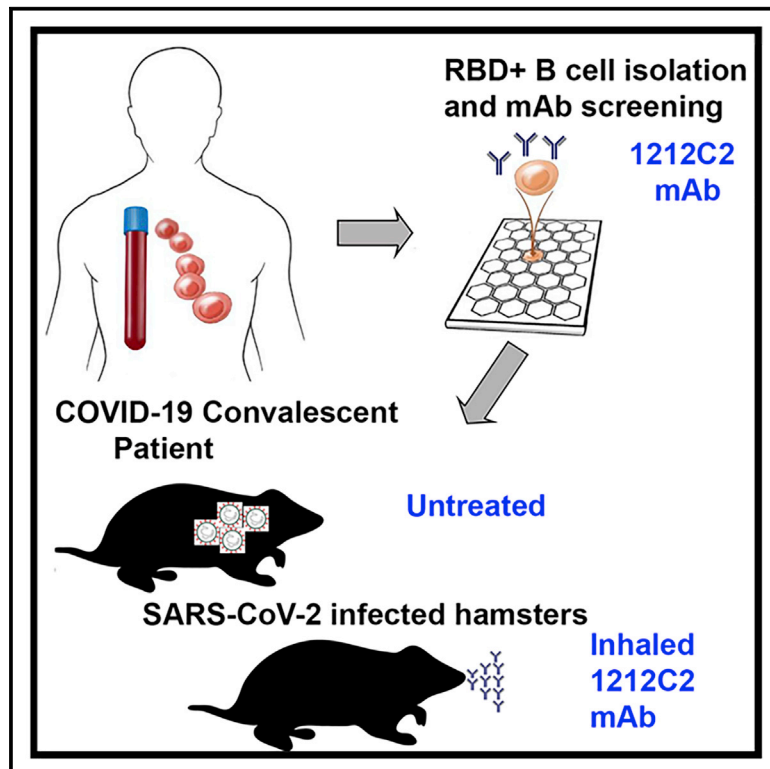 RBD+ B cell isolation
and mAb screening
1212C2
mAb
COVID-19 Convalescent
Patient
Untreated
SARS-CoV-2 infected hamsters
Inhaled
1212C2
mAb